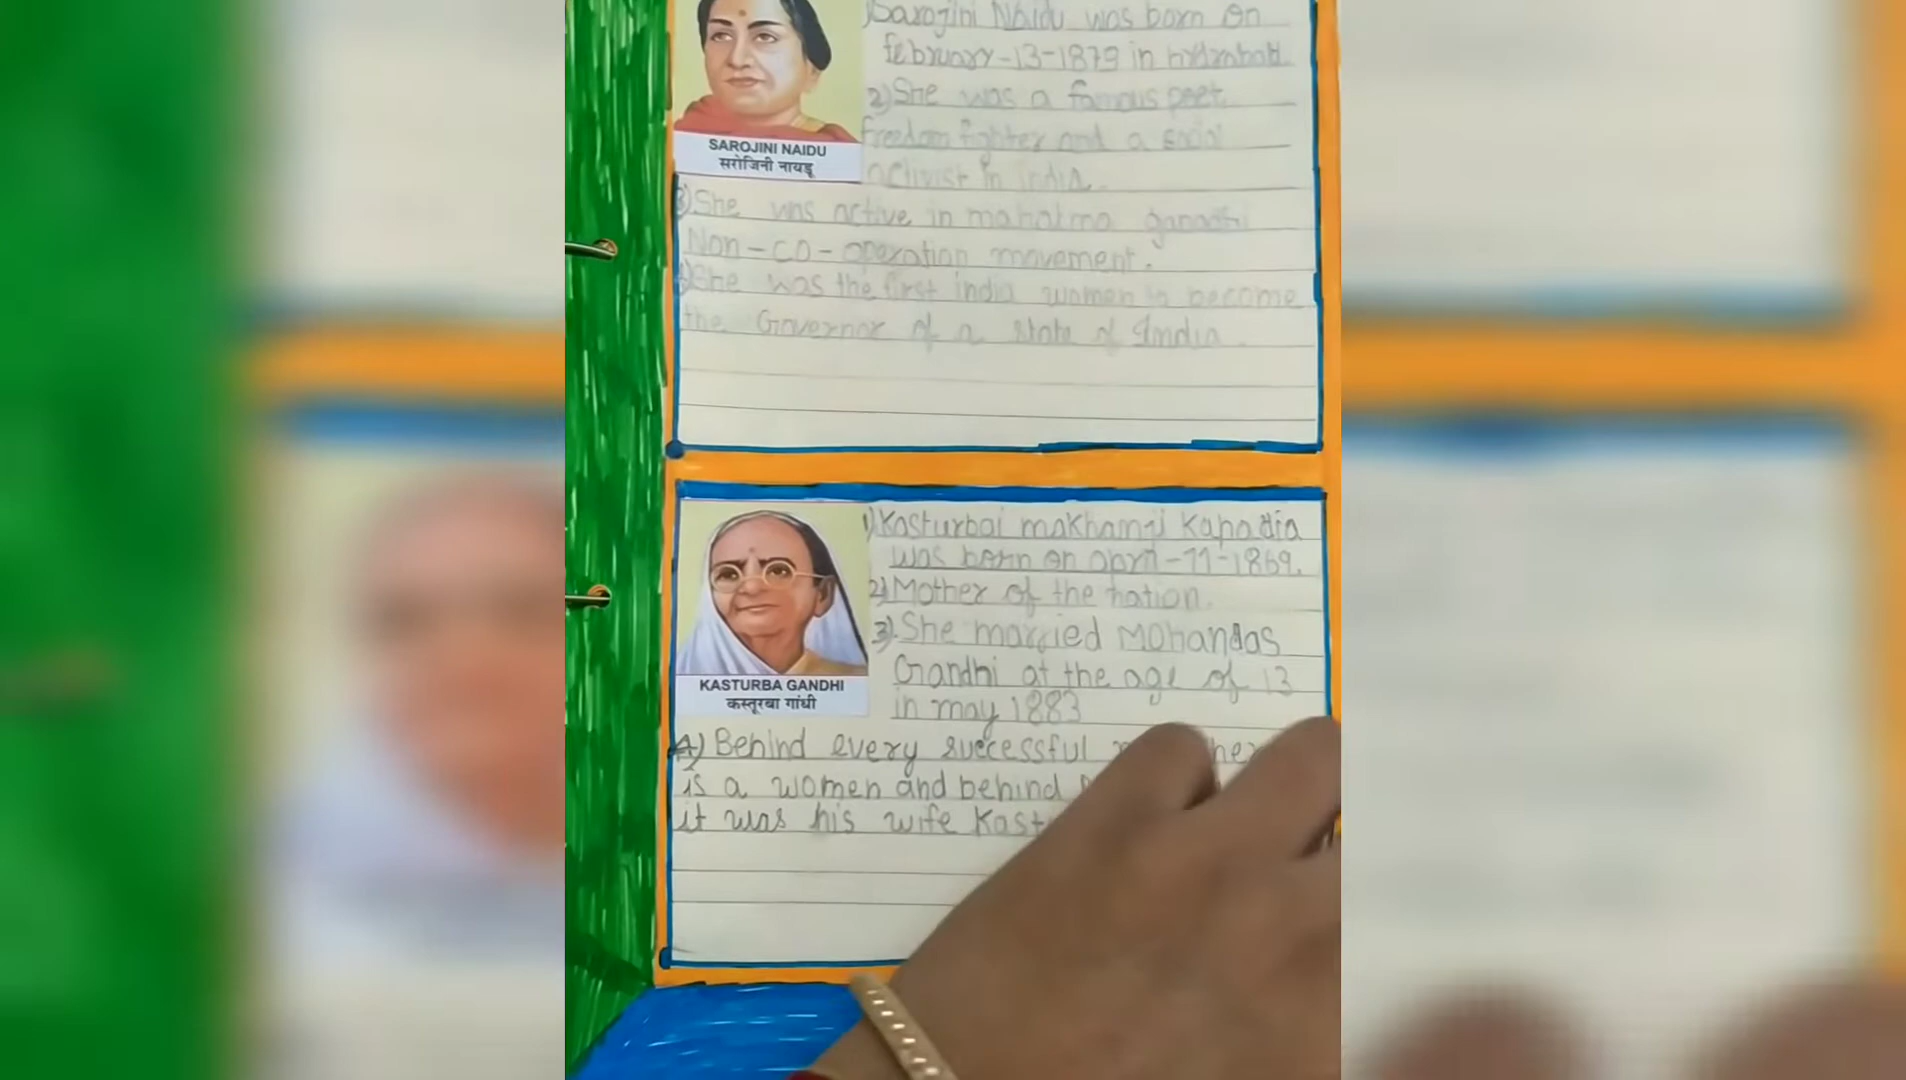 1) Sarojini Naidu was born on
february-13-1879 in
2) She was a famous poet,
freedom fighter and a social
activist in india.
SAROJINI NAIDU
सरोजिनी नायडू
3) She was active in mahatma
Non-co-operation movement.
4) She was the first india women to become
the Governor of a state of India.
1) Kasturbai makhanji Kapadia
was born on april-11-1869.
2) Mother of the nation.
3) She married Mohandas
Gandhi at the age of 13
in may 1883
KASTURBA GANDHI
कस्तूरबा गांधी
4) Behind every successful
is a women and behind
it was his wife